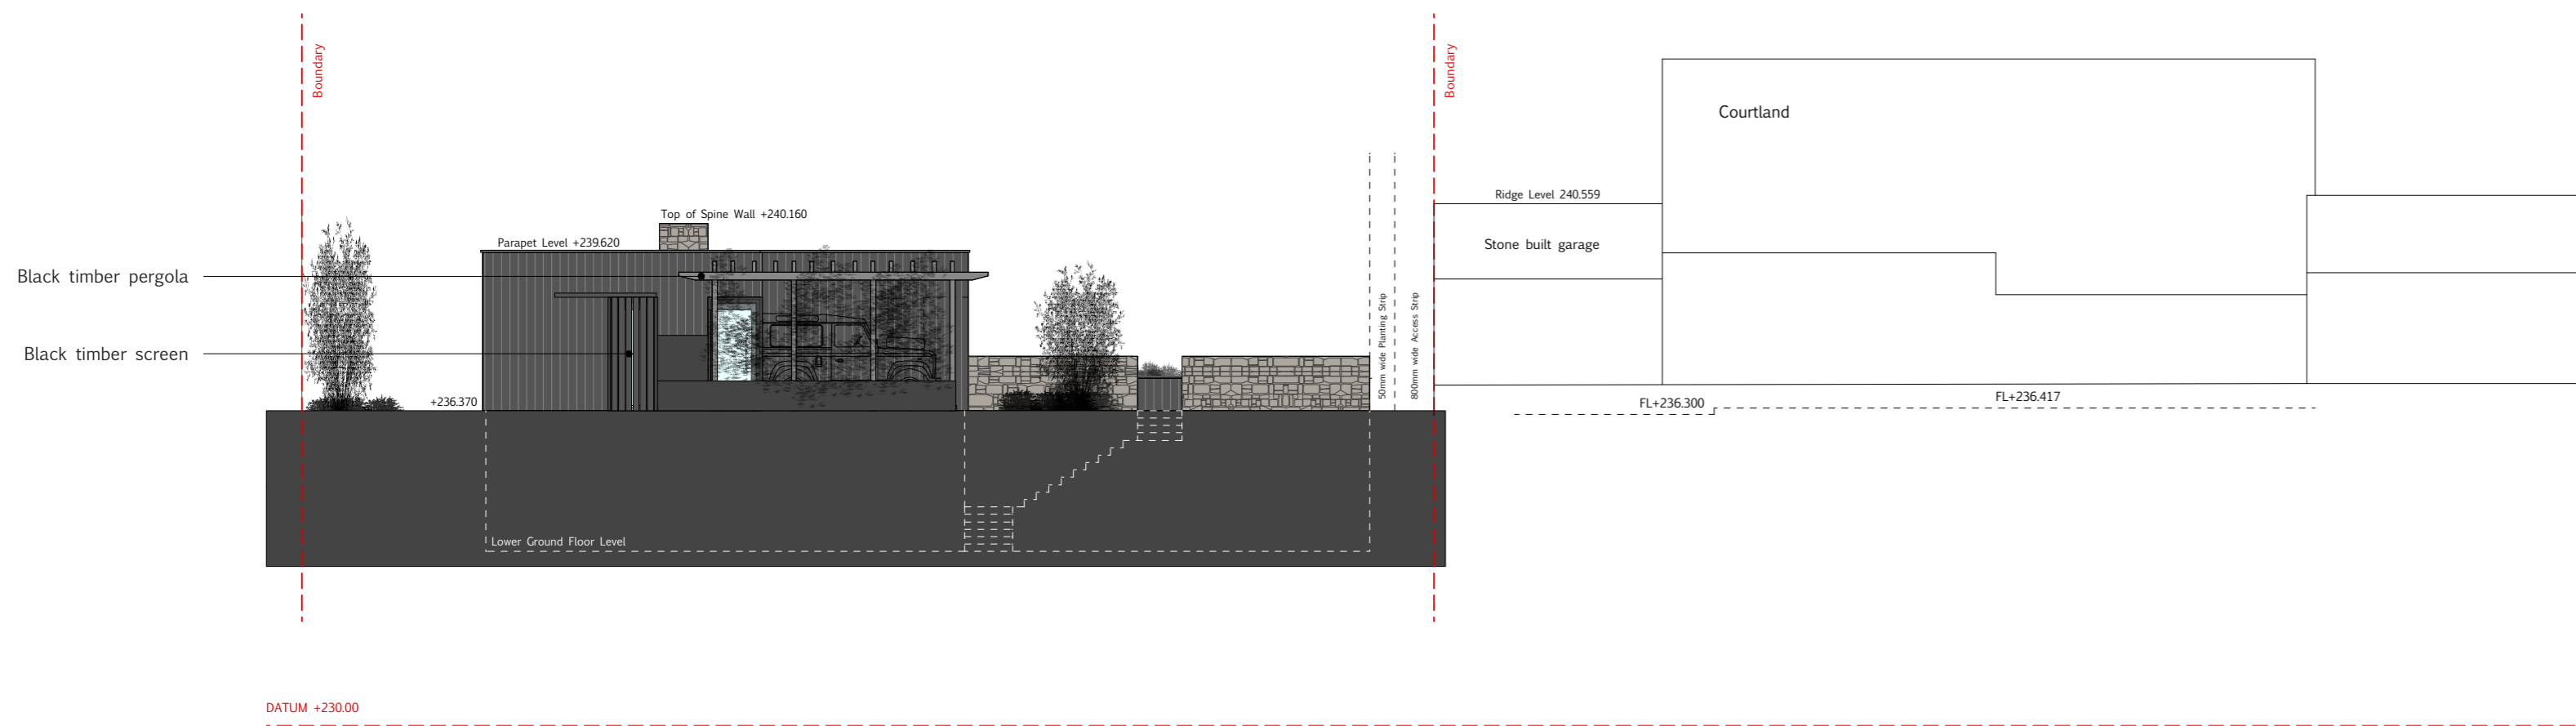 Boundary
Boundary
Courtland
Ridge Level 240.559
Top of Spine Wall +240.160
Parapet Level +239.620
Stone built garage
Black timber pergola
Black timber screen
50mm wide Planting Strip
800mm wide Access Strip
+236.370
FL+236.300
FL+236.417
Lower Ground Floor Level
DATUM +230.00